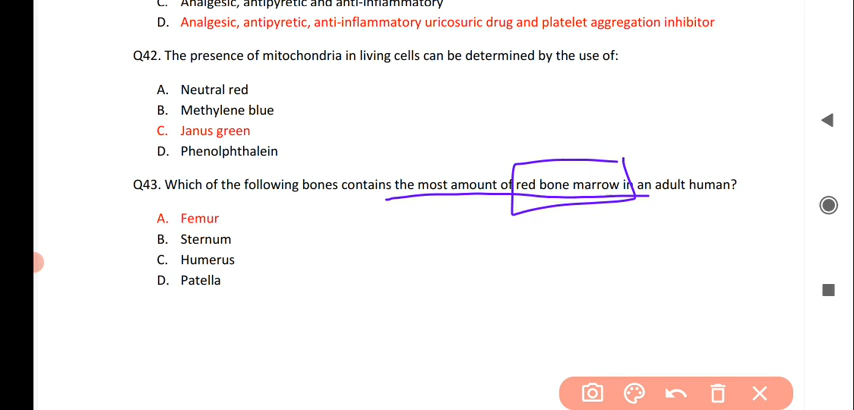 C. Analgesic, antipyretic and anti-inflammatory
D. Analgesic, antipyretic, anti-inflammatory uricosuric drug and platelet aggregation inhibitor
Q42. The presence of mitochondria in living cells can be determined by the use of:
A. Neutral red
B. Methylene blue
C. Janus green
D. Phenolphthalein
Q43. Which of the following bones contains the most amount of red bone marrow in an adult human?
A. Femur
B. Sternum
C. Humerus
D. Patella